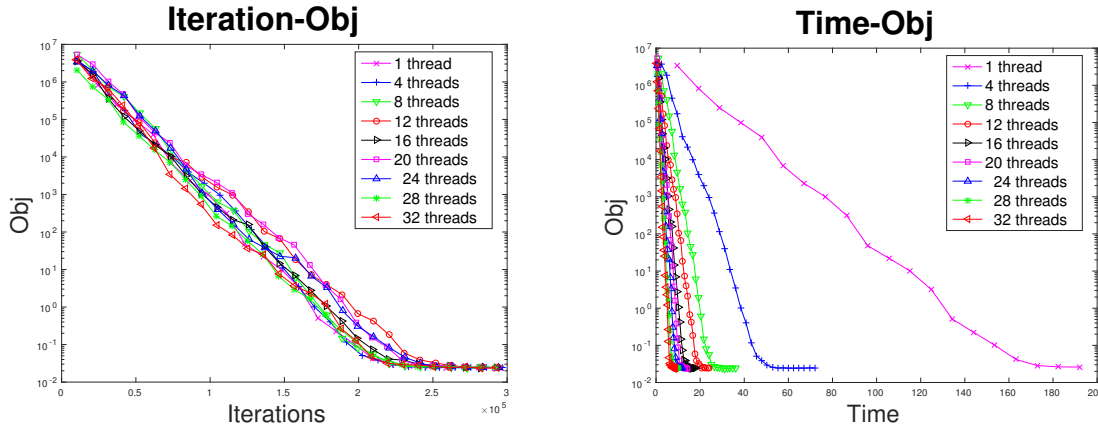 Iteration-Obj
Obj
10^7
10^6
10^5
10^4
10^3
10^2
10^1
10^0
10^-1
10^-2
0.5
1
1.5
2
2.5
3
×10^5
Iterations
1 thread
4 threads
8 threads
12 threads
16 threads
20 threads
24 threads
28 threads
32 threads
Time-Obj
Obj
10^7
10^6
10^5
10^4
10^3
10^2
10^1
10^0
10^-1
10^-2
0
20
40
60
80
100
120
140
160
180
20
Time
1 thread
4 threads
8 threads
12 threads
16 threads
20 threads
24 threads
28 threads
32 threads